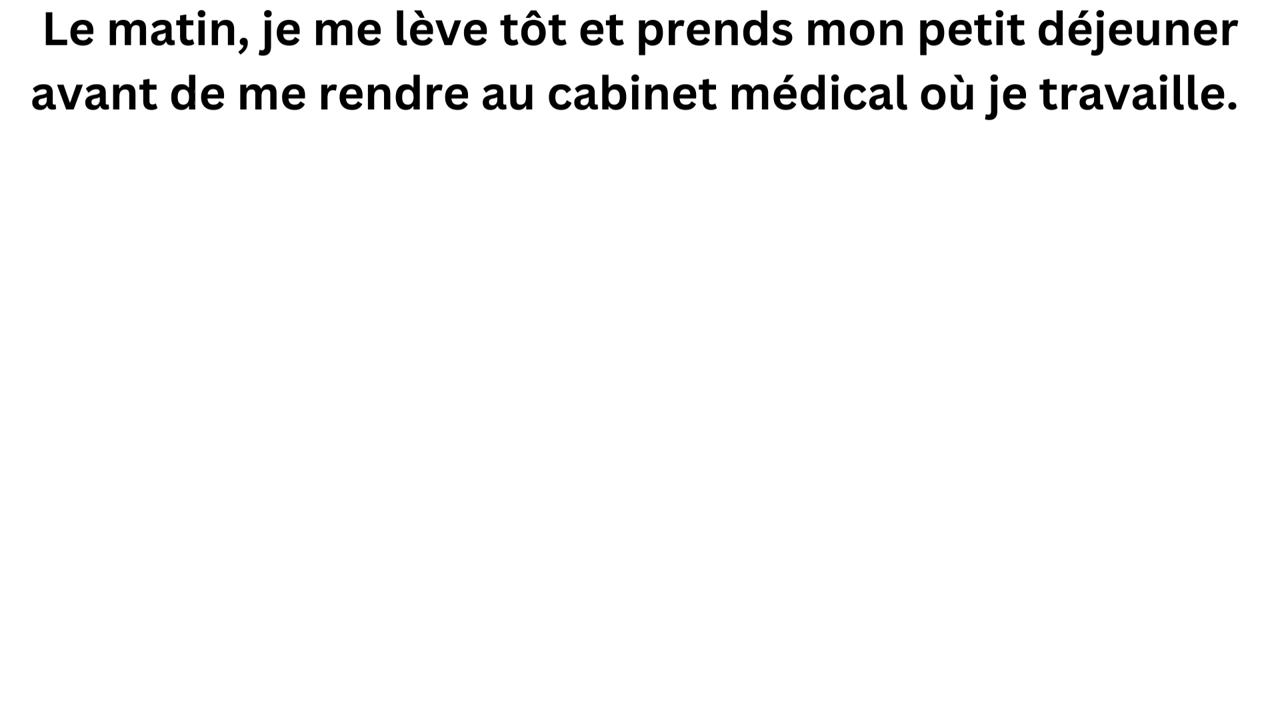 Le matin, je me lève tôt et prends mon petit déjeuner
avant de me rendre au cabinet médical où je travaille.